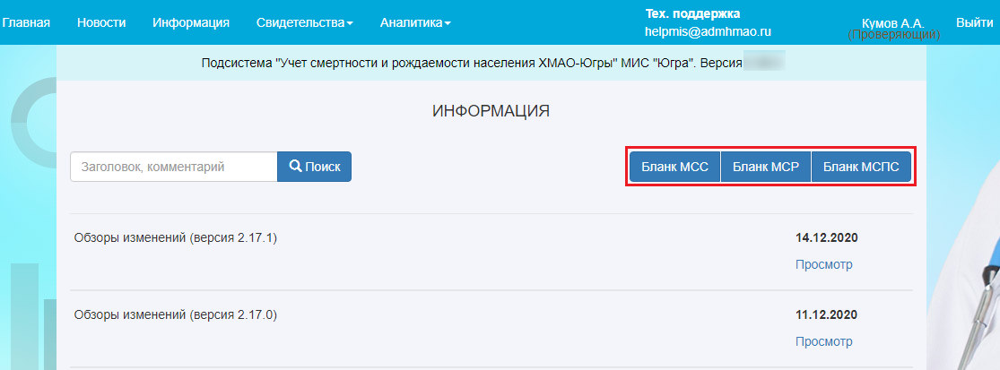 Главная Новости Информация Свидетельства Аналитика Тех. поддержка Кумов А.А. Выйти
helpmis@admhmao.ru (Проверяющий)
Подсистема "Учет смертности и рождаемости населения ХМАО-Югры" МИС "Югра". Версия
ИНФОРМАЦИЯ
Заголовок, комментарий Поиск Бланк МСС Бланк МСР Бланк МСПС
Обзоры изменений (версия 2.17.1) 14.12.2020
Просмотр
Обзоры изменений (версия 2.17.0) 11.12.2020
Просмотр